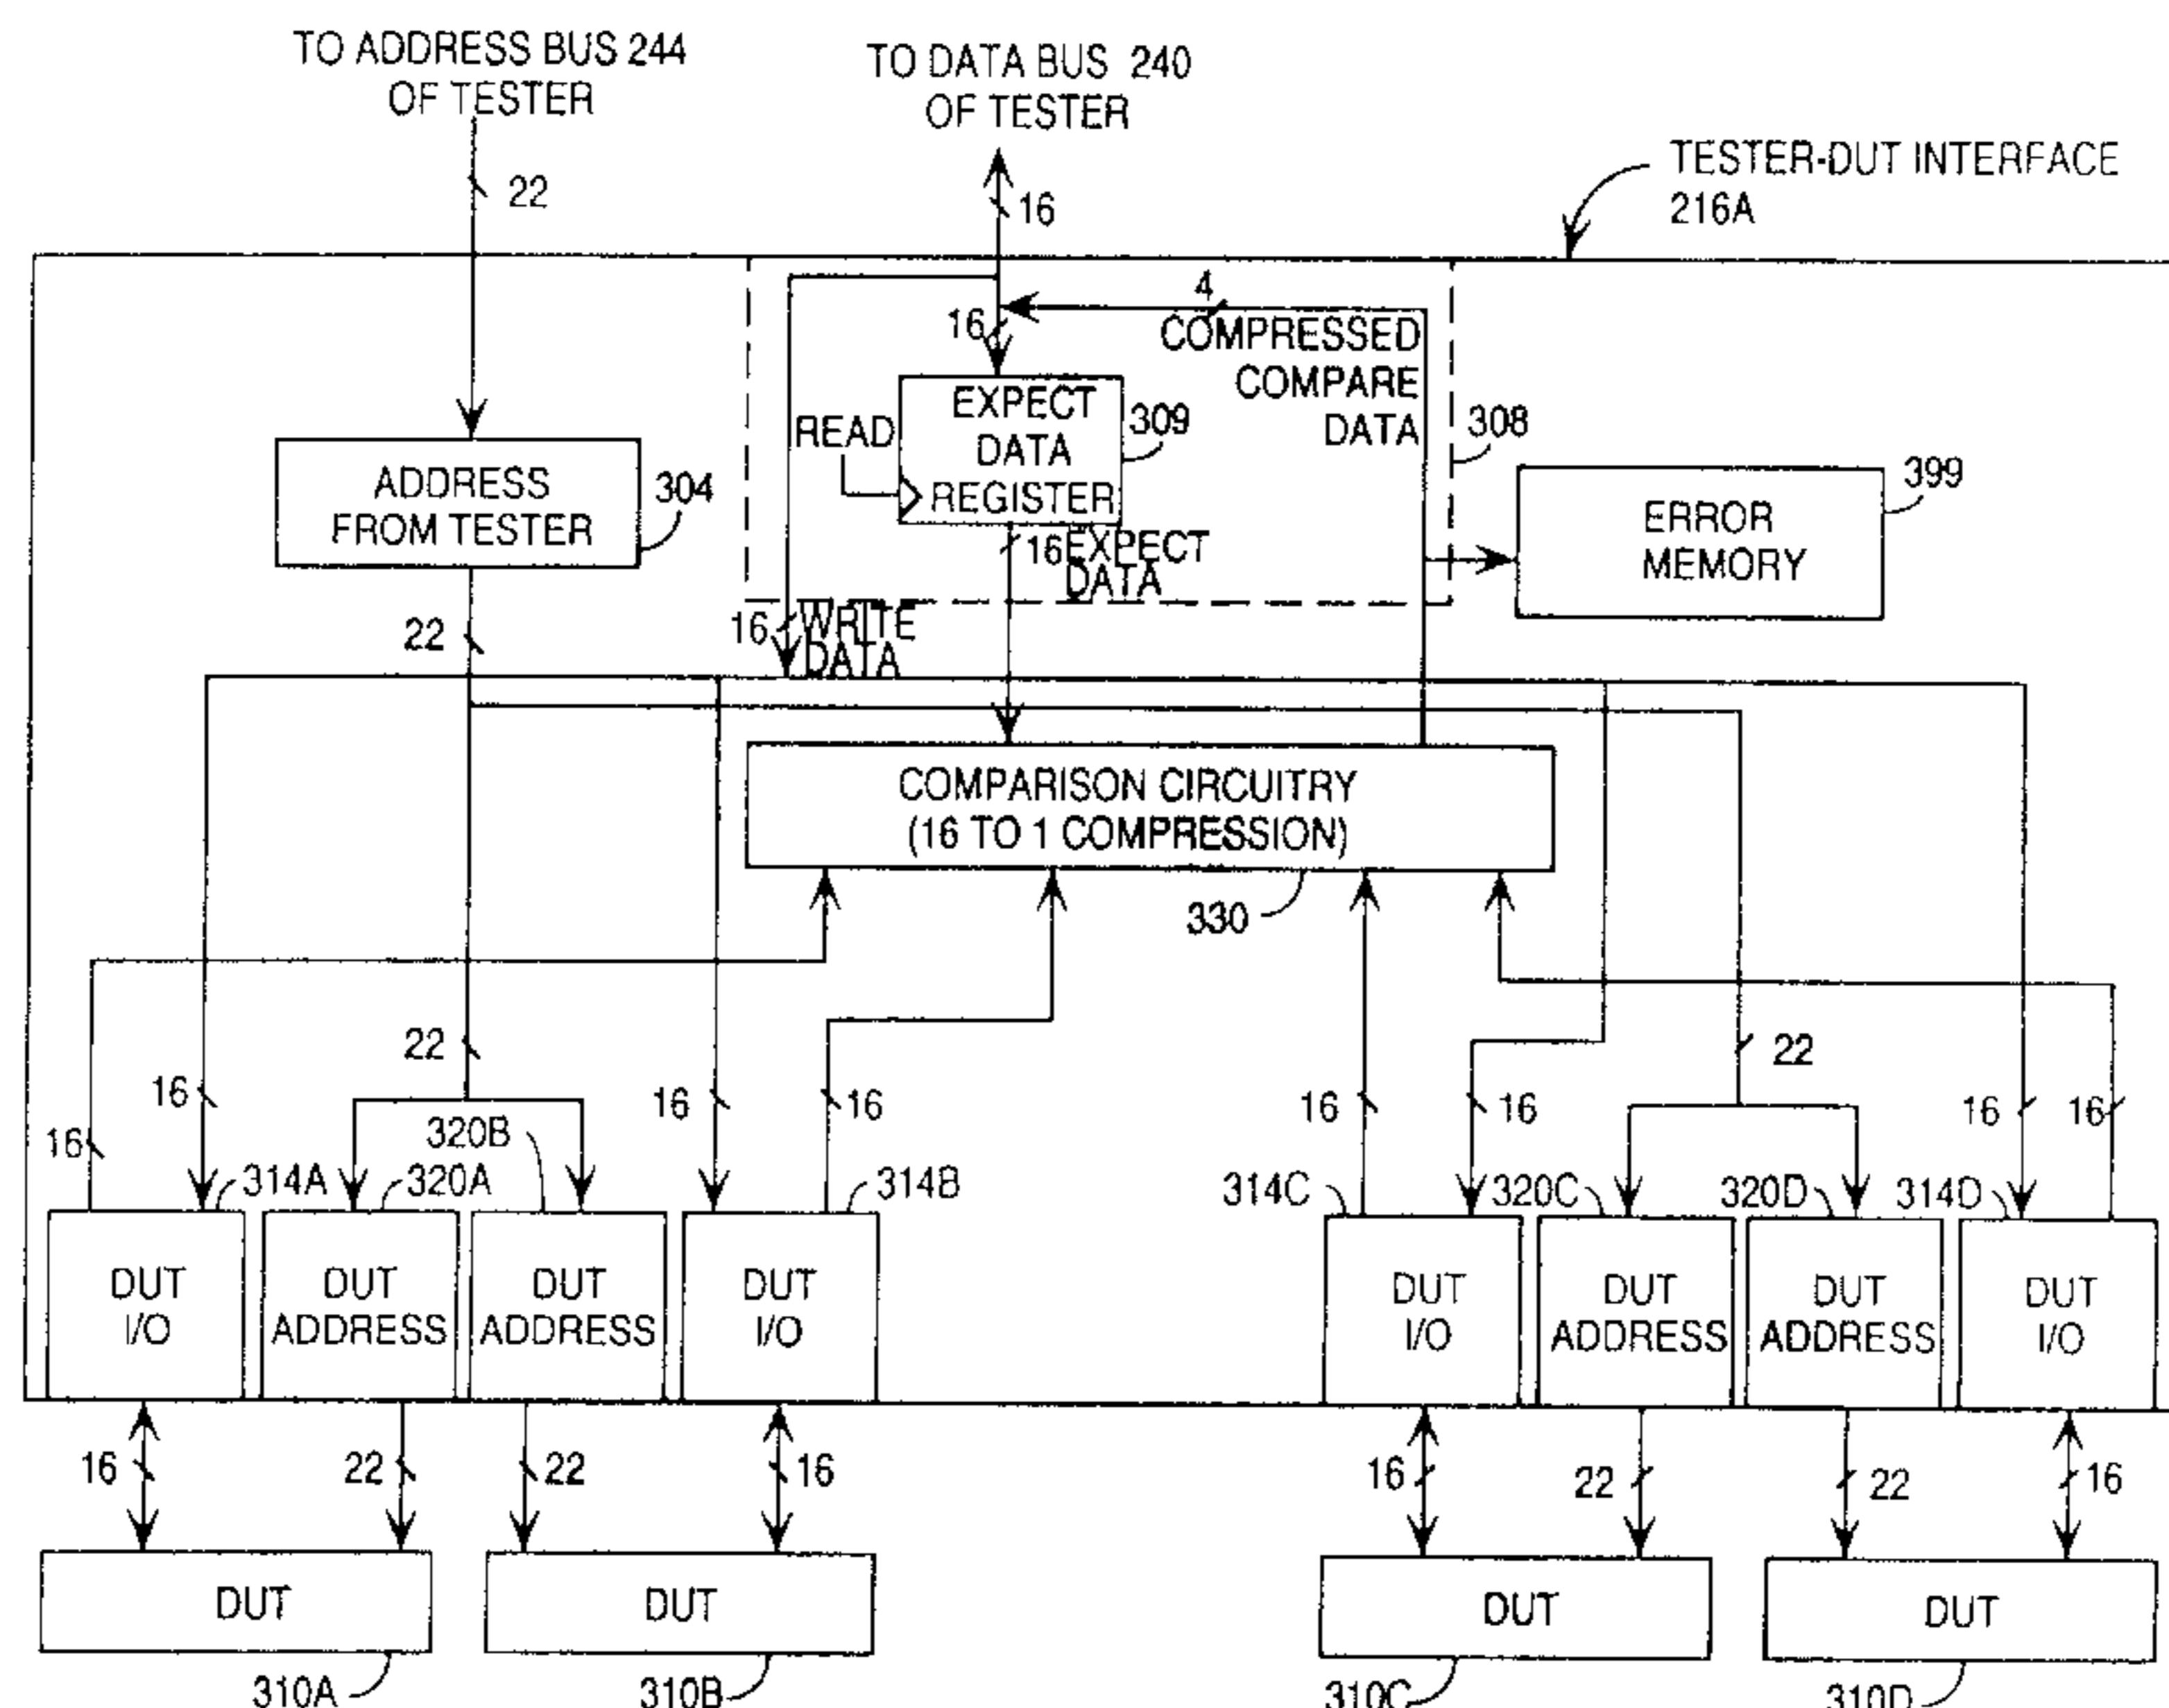 TO ADDRESS BUS 244
OF TESTER
TO DATA BUS 240
OF TESTER
TESTER-DUT INTERFACE
216A
22
16
4
16
COMPRESSED
COMPARE
DATA
EXPECT
DATA
REGISTER
309
READ
308
ADDRESS
FROM TESTER
304
ERROR
MEMORY
399
16
EXPECT
DATA
16
WRITE
DATA
22
COMPARISON CIRCUITRY
(16 TO 1 COMPRESSION)
330
22
22
16
16
16
16
16
16
16
16
320B
314A
320A
314B
314C
320C
320D
314D
DUT
I/O
DUT
ADDRESS
DUT
ADDRESS
DUT
I/O
DUT
I/O
DUT
ADDRESS
DUT
ADDRESS
DUT
I/O
16
22
22
16
16
22
22
16
DUT
DUT
DUT
DUT
310A
310B
310C
310D